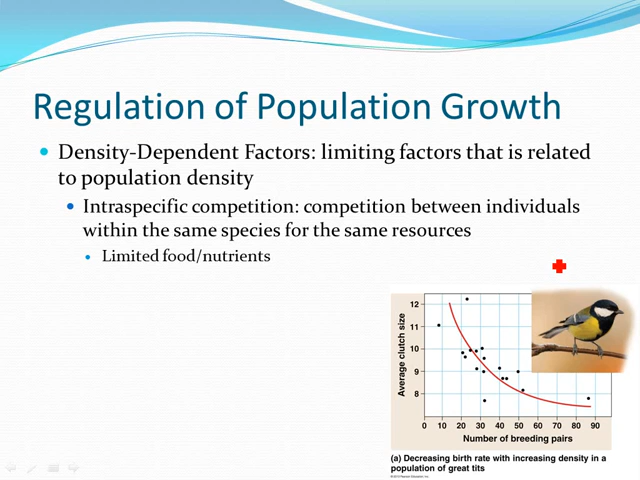 Regulation of Population Growth
Density-Dependent Factors: limiting factors that is related
to population density
Intraspecific competition: competition between individuals
within the same species for the same resources
Limited food/nutrients
12
11
10
9
8
Average clutch size
0 10 20 30 40 50 60 70 80 90
Number of breeding pairs
(a) Decreasing birth rate with increasing density in a
population of great tits